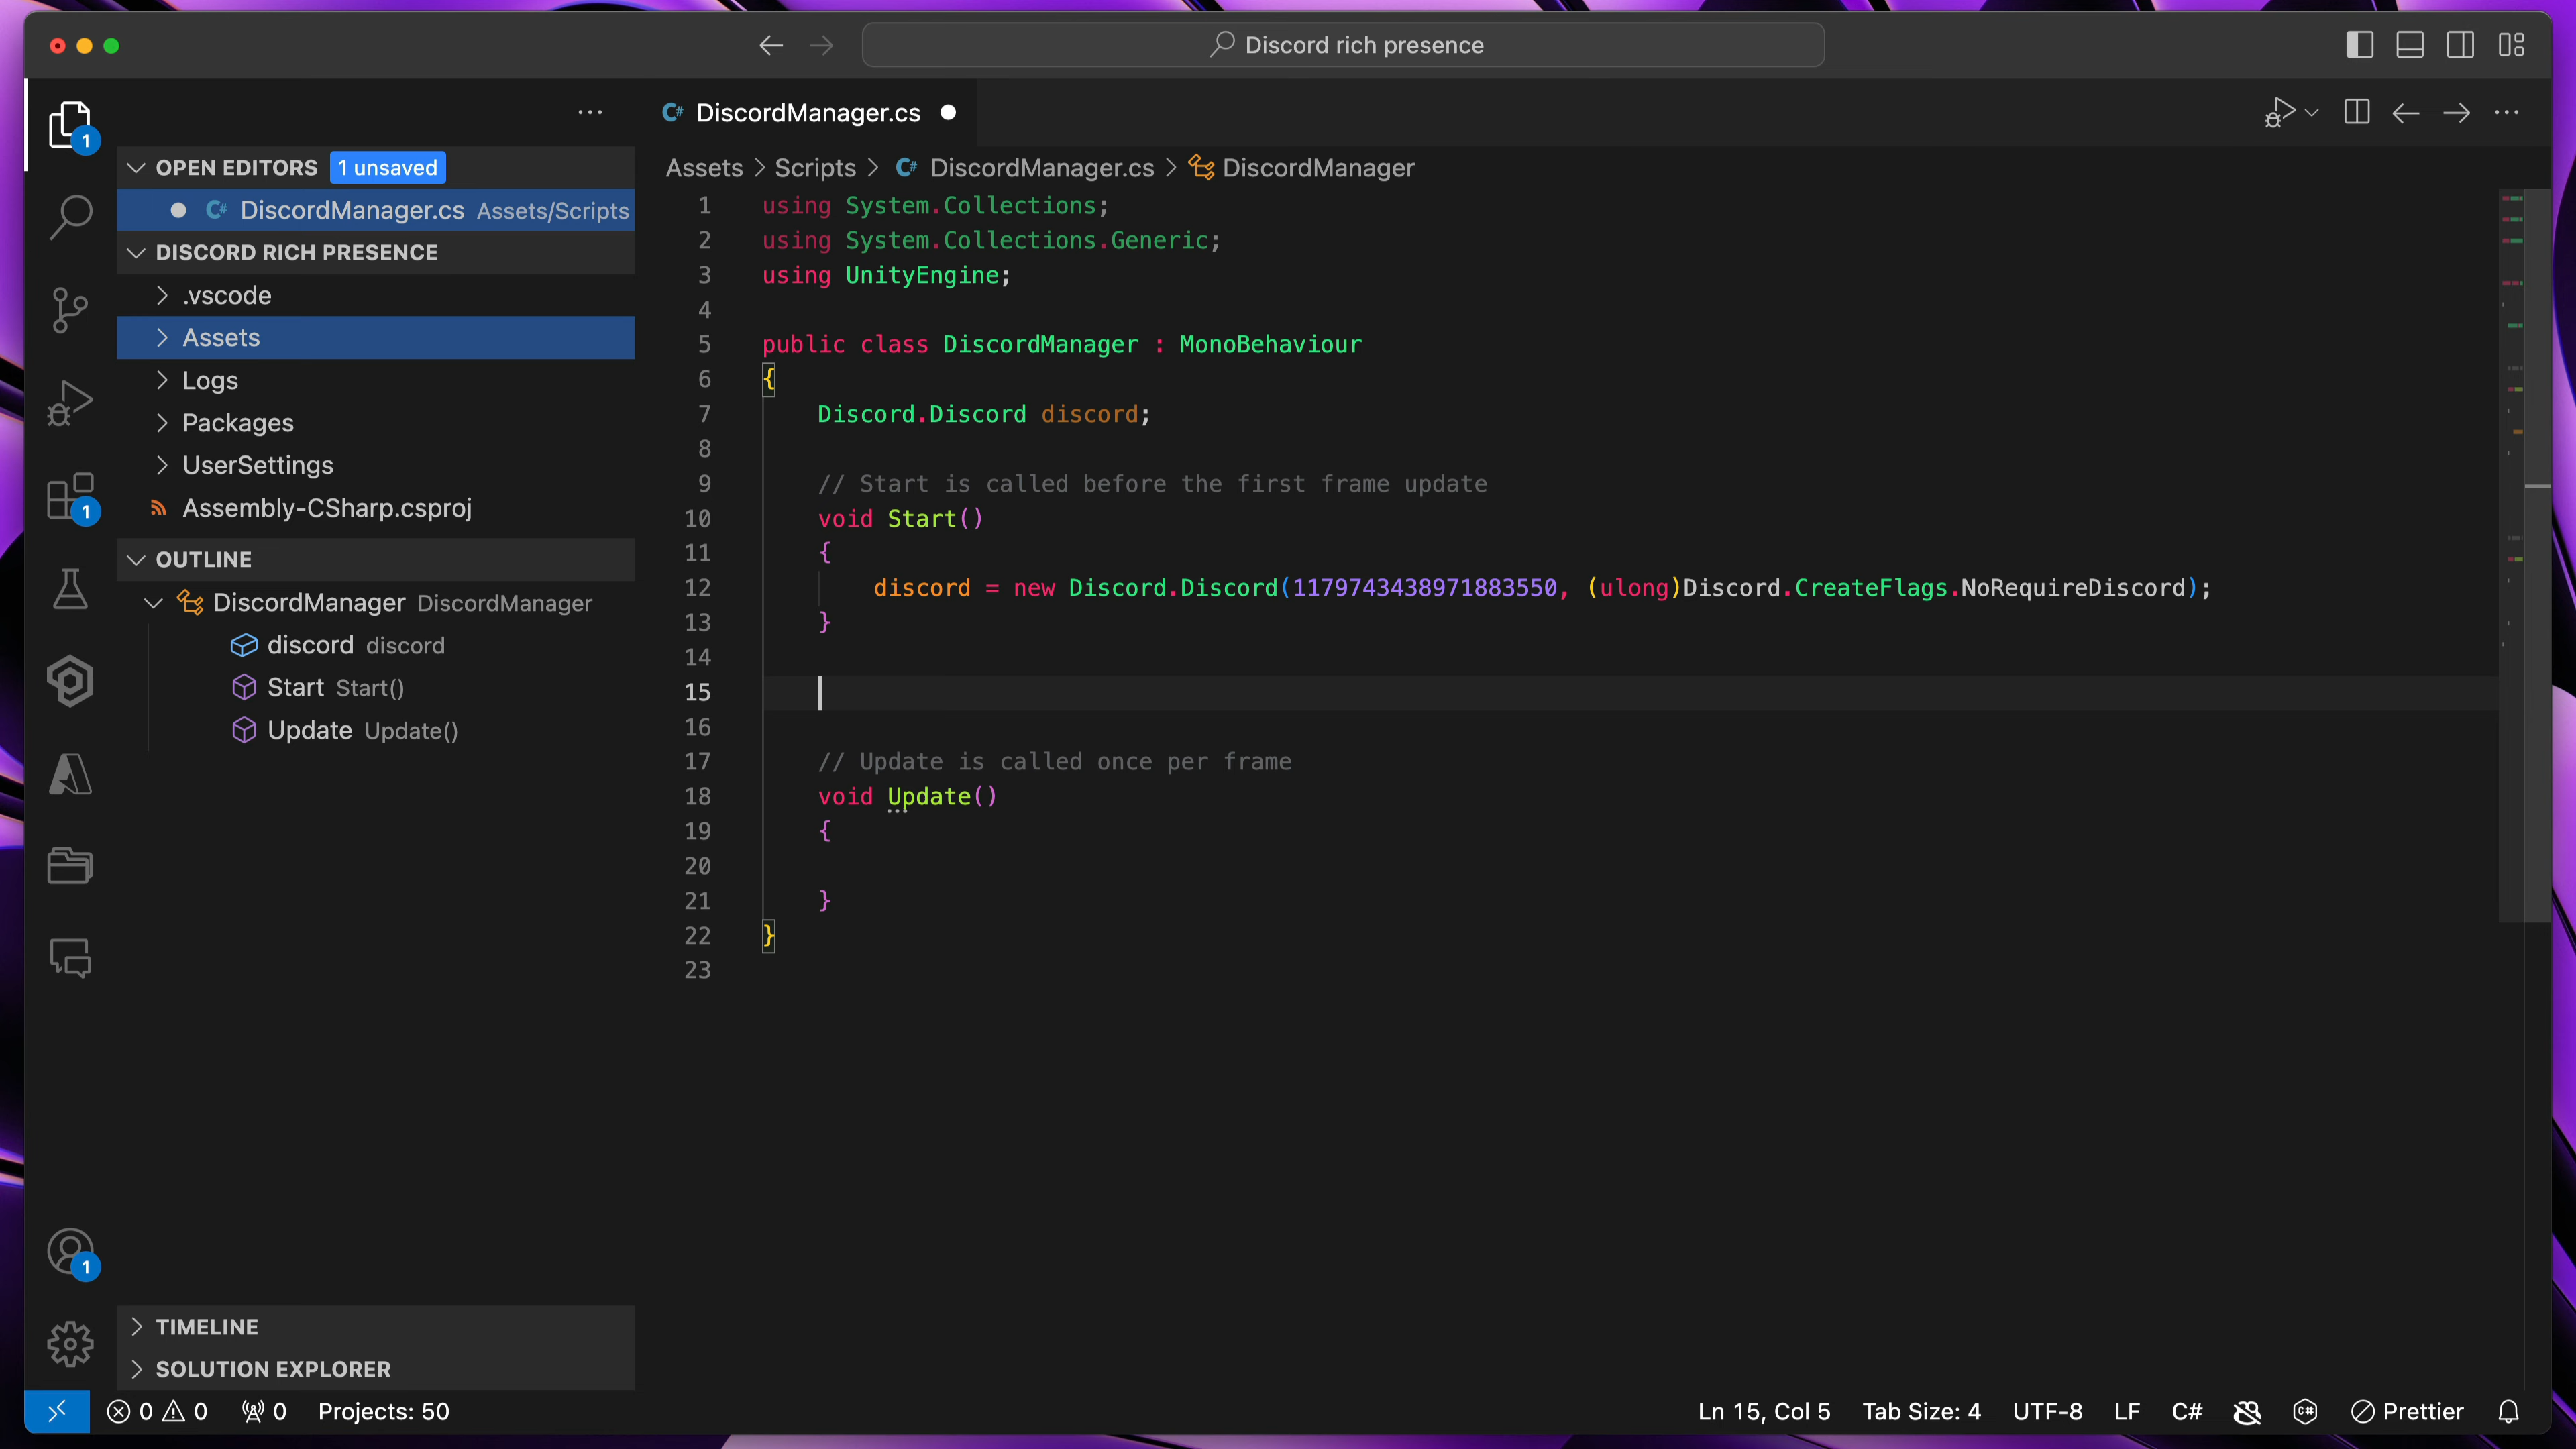 Discord rich presence
1
OPEN EDITORS 1 unsaved
C# DiscordManager.cs Assets/Scripts
DISCORD RICH PRESENCE
.vscode
Assets
Logs
Packages
UserSettings
Assembly-CSharp.csproj
1
OUTLINE
DiscordManager DiscordManager
discord discord
Start Start()
Update Update()
1
TIMELINE
SOLUTION EXPLORER
C# DiscordManager.cs
Assets > Scripts > C# DiscordManager.cs > DiscordManager
1 using System.Collections;
2 using System.Collections.Generic;
3 using UnityEngine;
4
5 public class DiscordManager : MonoBehaviour
6 {
7 Discord.Discord discord;
8
9 // Start is called before the first frame update
10 void Start()
11 {
12 discord = new Discord.Discord(1179743438971883550, (ulong)Discord.CreateFlags.NoRequireDiscord);
13 }
14
15
16
17 // Update is called once per frame
18 void Update()
19 {
20
21 }
22 }
23
0 0 0 Projects: 50 Ln 15, Col 5 Tab Size: 4 UTF-8 LF C# C# Prettier